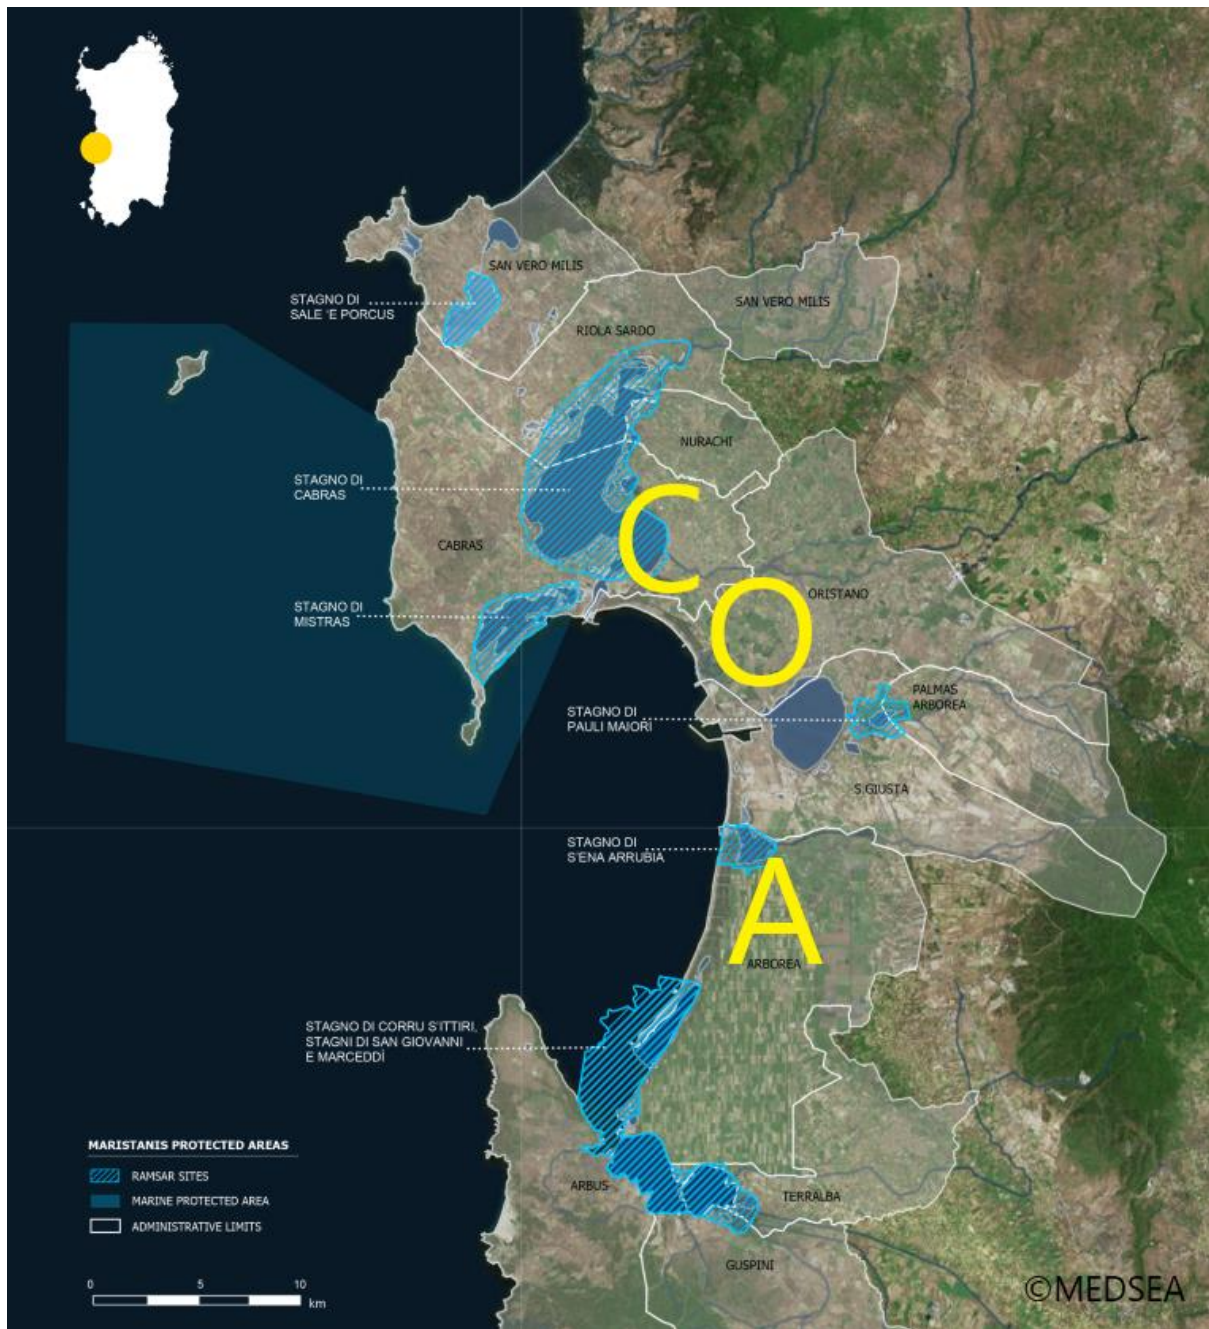 SAN VERO MILIS
STAGNO DI
SALE 'E PORCUS
SAN VERO MILIS
RIOLA SARDO
NURACHI
STAGNO DI
CABRAS
C
CABRAS
O
ORISTANO
STAGNO DI
MISTRAS
PALMAS
ARBOREA
STAGNO DI
PAULI MAIORI
S.GIUSTA
STAGNO DI
S'ENA ARRUBIA
A
ARBOREA
STAGNO DI CORRU S'ITTIRI,
STAGNI DI SAN GIOVANNI
E MARCEDDÌ
MARISTANIS PROTECTED AREAS
RAMSAR SITES
MARINE PROTECTED AREA
ADMINISTRATIVE LIMITS
ARBUS
TERRALBA
GUSPINI
0 5 10
km
©MEDSEA